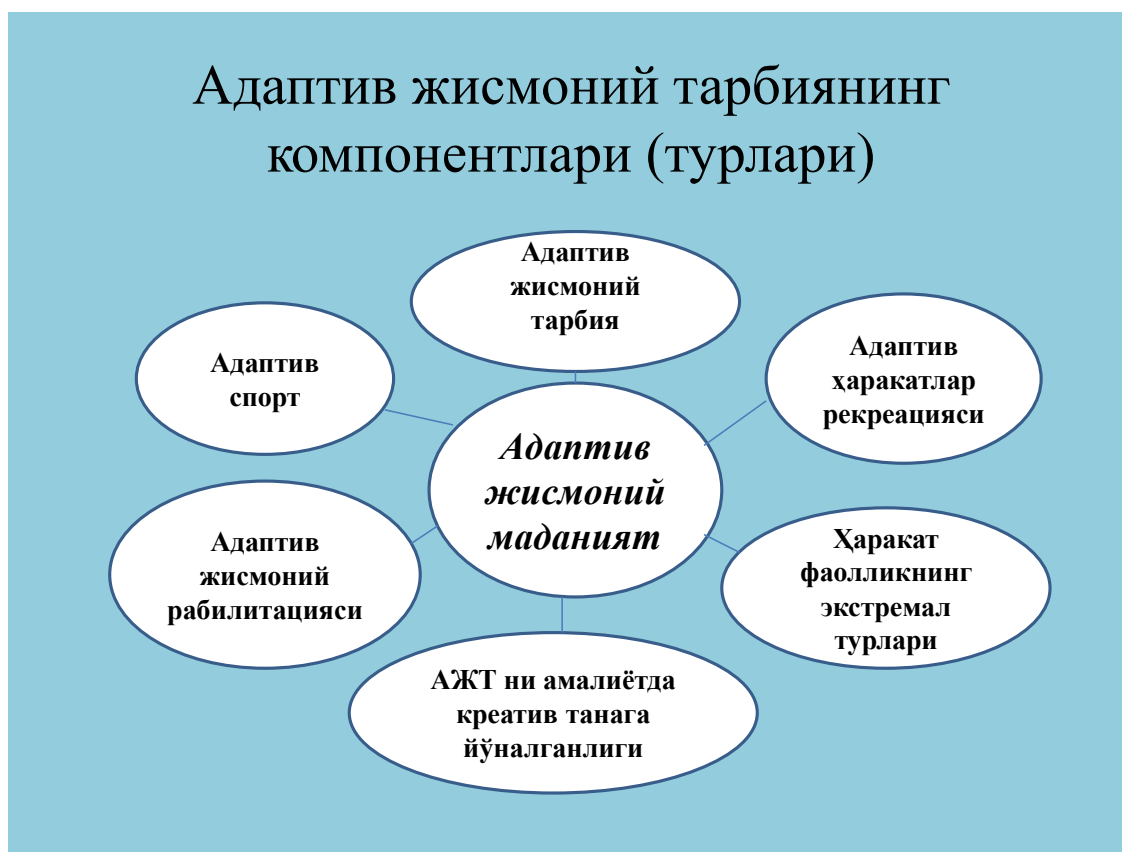 Адаптив жисмоний тарбиянинг
компонентлари (турлари)
Адаптив
жисмоний
тарбия
Адаптив
спорт
Адаптив
ҳаракатлар
рекреацияси
Адаптив
жисмоний
маданият
Адаптив
жисмоний
рабилитацияси
Ҳаракат
фаолликнинг
экстремал
турлари
АЖТ ни амалиётда
креатив танага
йўналганлиги